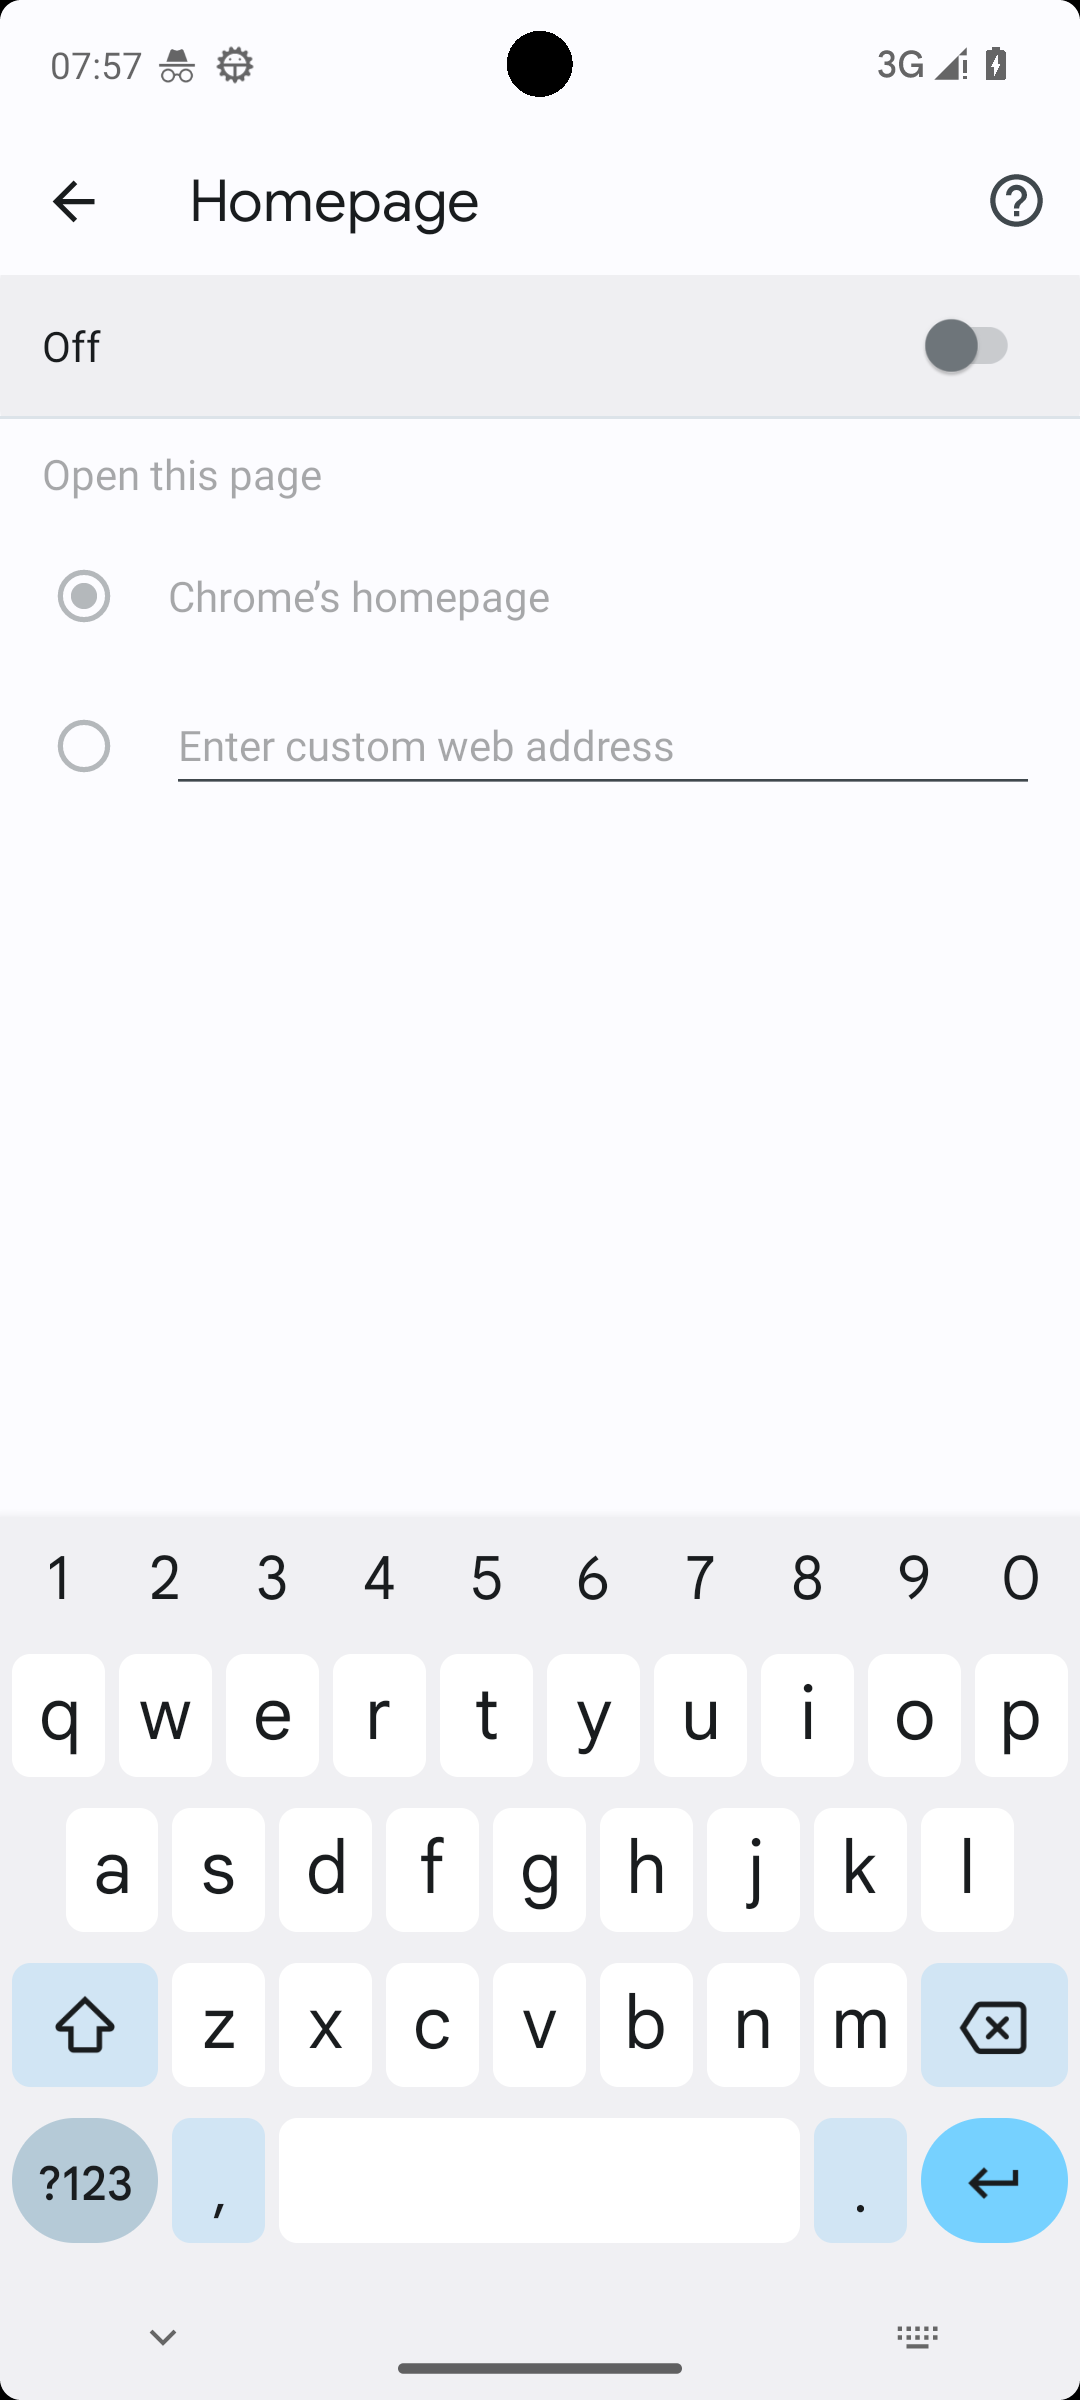 07:57
3G
Homepage
Off
Open this page
Chrome’s homepage
Enter custom web address
1 2 3 4 5 6 7 8 9 0
q w e r t y u i o p
a s d f g h j k l
z x c v b n m
?123 , .